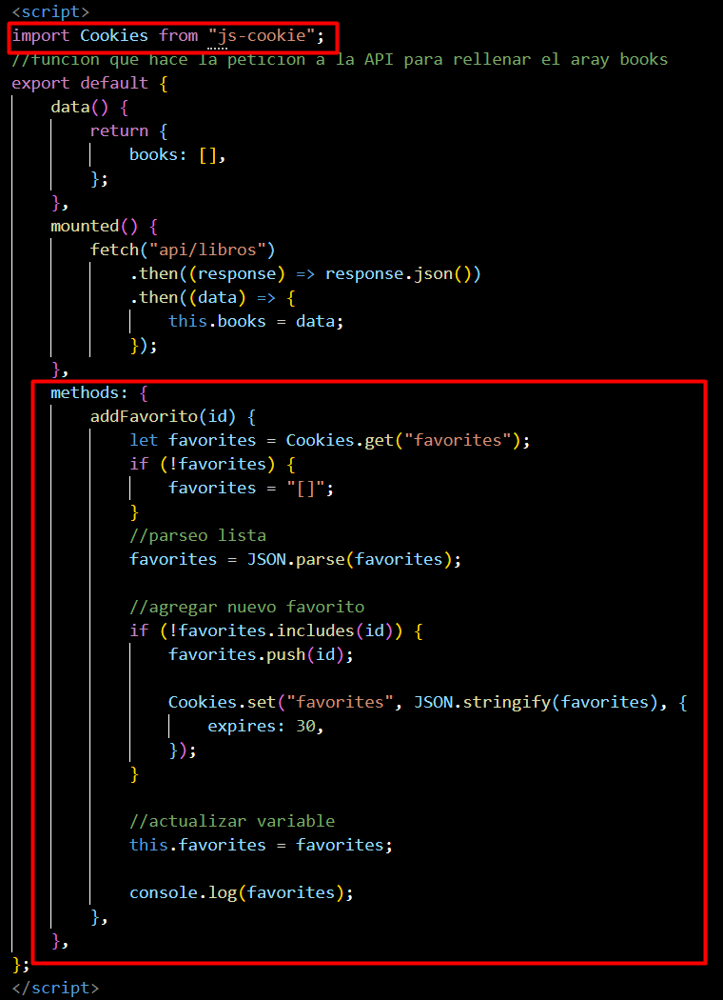 <script>
import Cookies from "js-cookie";
//funcion que hace la peticion a la API para rellenar el aray books
export default {
    data() {
        return {
            books: [],
        };
    },
    mounted() {
        fetch("api/libros")
            .then((response) => response.json())
            .then((data) => {
                this.books = data;
            });
    },
    methods: {
        addFavorito(id) {
            let favorites = Cookies.get("favorites");
            if (!favorites) {
                favorites = "[]";
            }
            //parseo lista
            favorites = JSON.parse(favorites);

            //agregar nuevo favorito
            if (!favorites.includes(id)) {
                favorites.push(id);

                Cookies.set("favorites", JSON.stringify(favorites), {
                    expires: 30,
                });
            }

            //actualizar variable
            this.favorites = favorites;

            console.log(favorites);
        },
    },
};
</script>